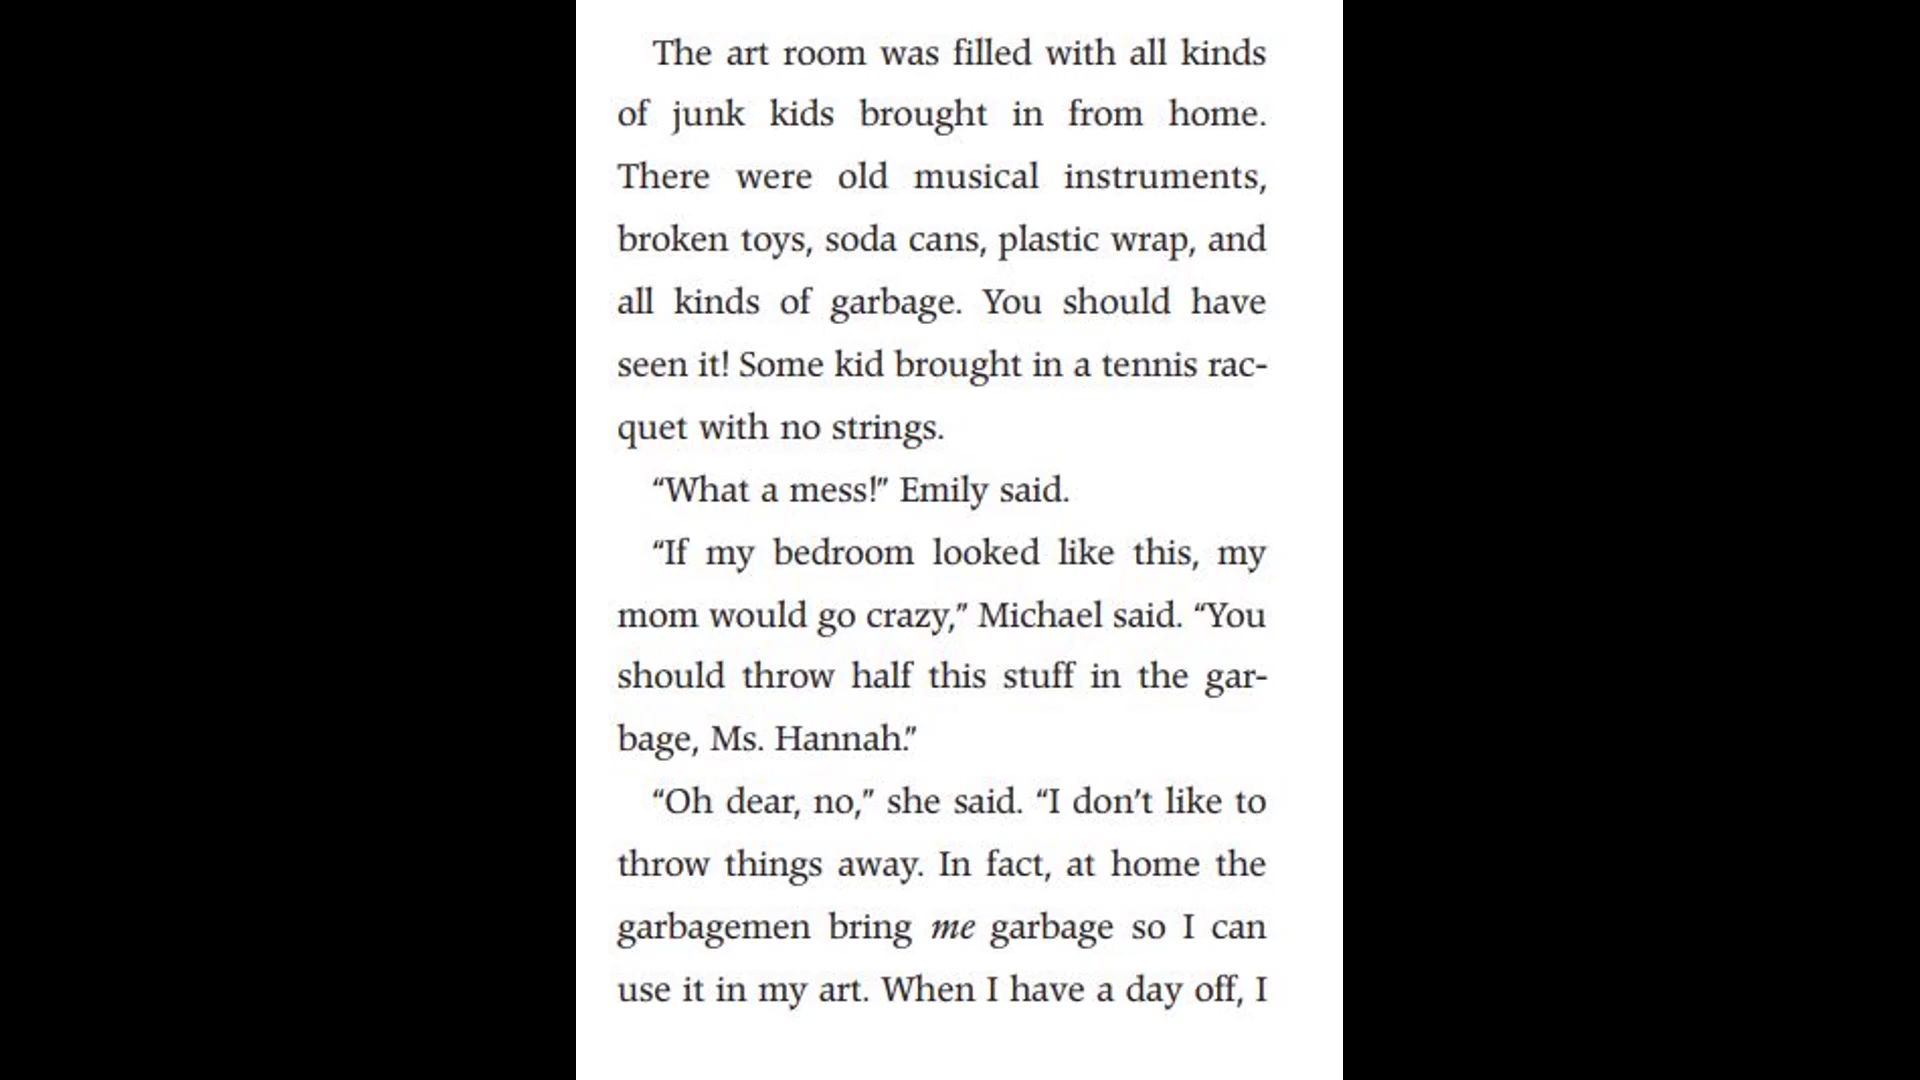 The art room was filled with all kinds
of junk kids brought in from home.
There were old musical instruments,
broken toys, soda cans, plastic wrap, and
all kinds of garbage. You should have
seen it! Some kid brought in a tennis rac-
quet with no strings.
“What a mess!” Emily said.
“If my bedroom looked like this, my
mom would go crazy,” Michael said. “You
should throw half this stuff in the gar-
bage, Ms. Hannah.”
“Oh dear, no,” she said. “I don’t like to
throw things away. In fact, at home the
garbagemen bring me garbage so I can
use it in my art. When I have a day off, I